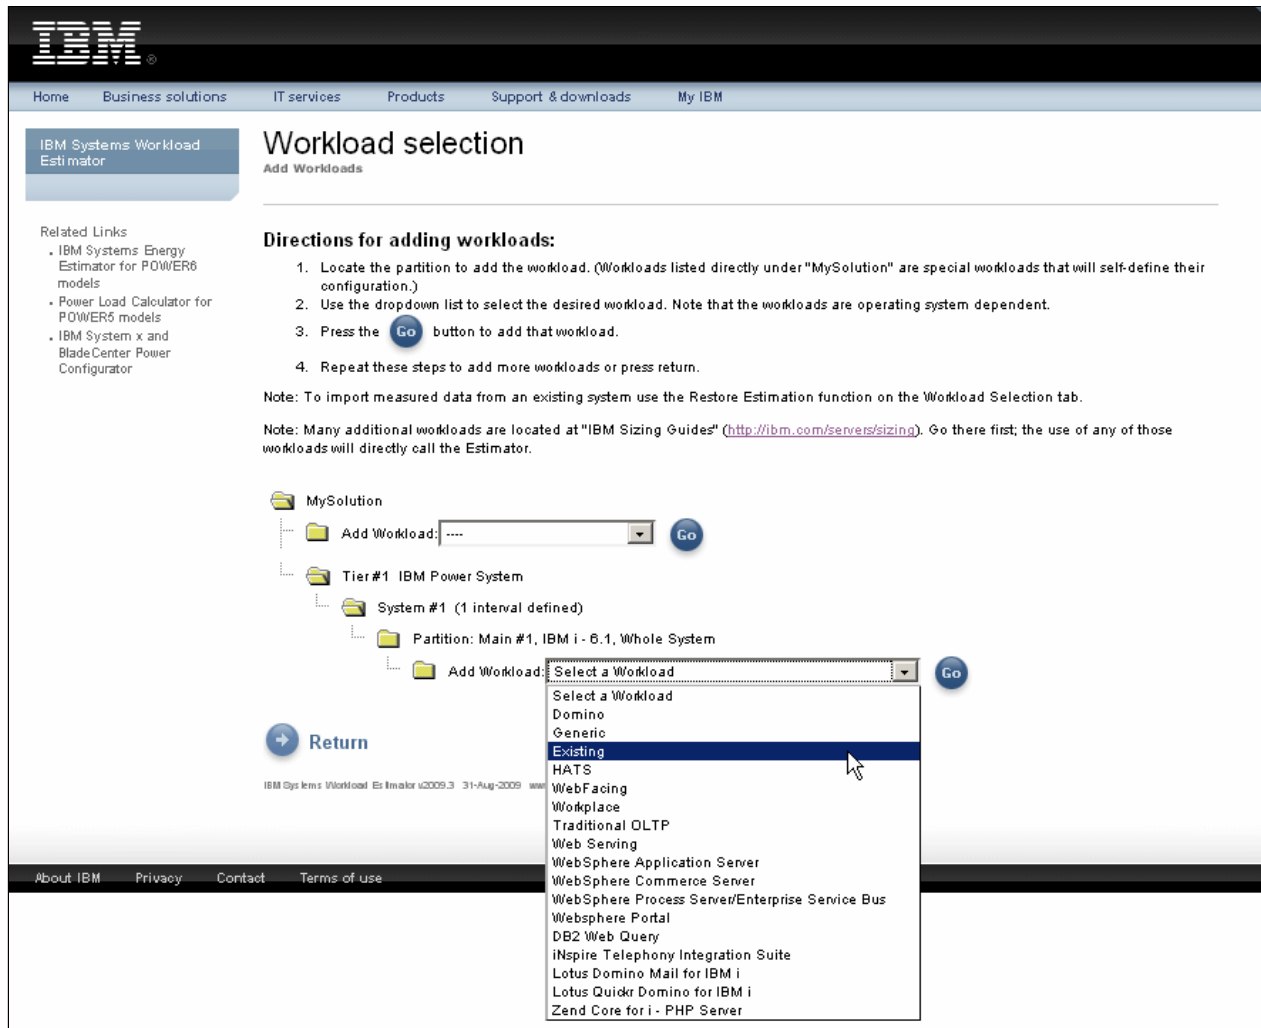 IBM ®
Home Business solutions IT services Products Support & downloads My IBM
IBM Systems Workload
Estimator
Related Links
IBM Systems Energy
Estimator for POWER6
models
Power Load Calculator for
POWER5 models
IBM System x and
BladeCenter Power
Configurator
Workload selection
Add Workloads
Directions for adding workloads:
1. Locate the partition to add the workload. (Workloads listed directly under "MySolution" are special workloads that will self-define their
configuration.)
2. Use the dropdown list to select the desired workload. Note that the workloads are operating system dependent.
3. Press the Go button to add that workload.
4. Repeat these steps to add more workloads or press return.
Note: To import measured data from an existing system use the Restore Estimation function on the Workload Selection tab.
Note: Many additional workloads are located at "IBM Sizing Guides" (http://ibm.com/servers/sizing). Go there first; the use of any of those
workloads will directly call the Estimator.
MySolution
Add Workload: ---- Go
Tier #1 IBM Power System
System #1 (1 interval defined)
Partition: Main #1, IBM i - 6.1, Whole System
Add Workload: Select a Workload Go
Select a Workload
Domino
Generic
Existing
HATS
WebFacing
Workplace
Traditional OLTP
Web Serving
WebSphere Application Server
WebSphere Commerce Server
WebSphere Process Server/Enterprise Service Bus
Websphere Portal
DB2 Web Query
iNspire Telephony Integration Suite
Lotus Domino Mail for IBM i
Lotus Quickr Domino for IBM i
Zend Core for i - PHP Server
Return
IBM Systems Workload Estimator v2009.3 31-Aug-2009
About IBM Privacy Contact Terms of use